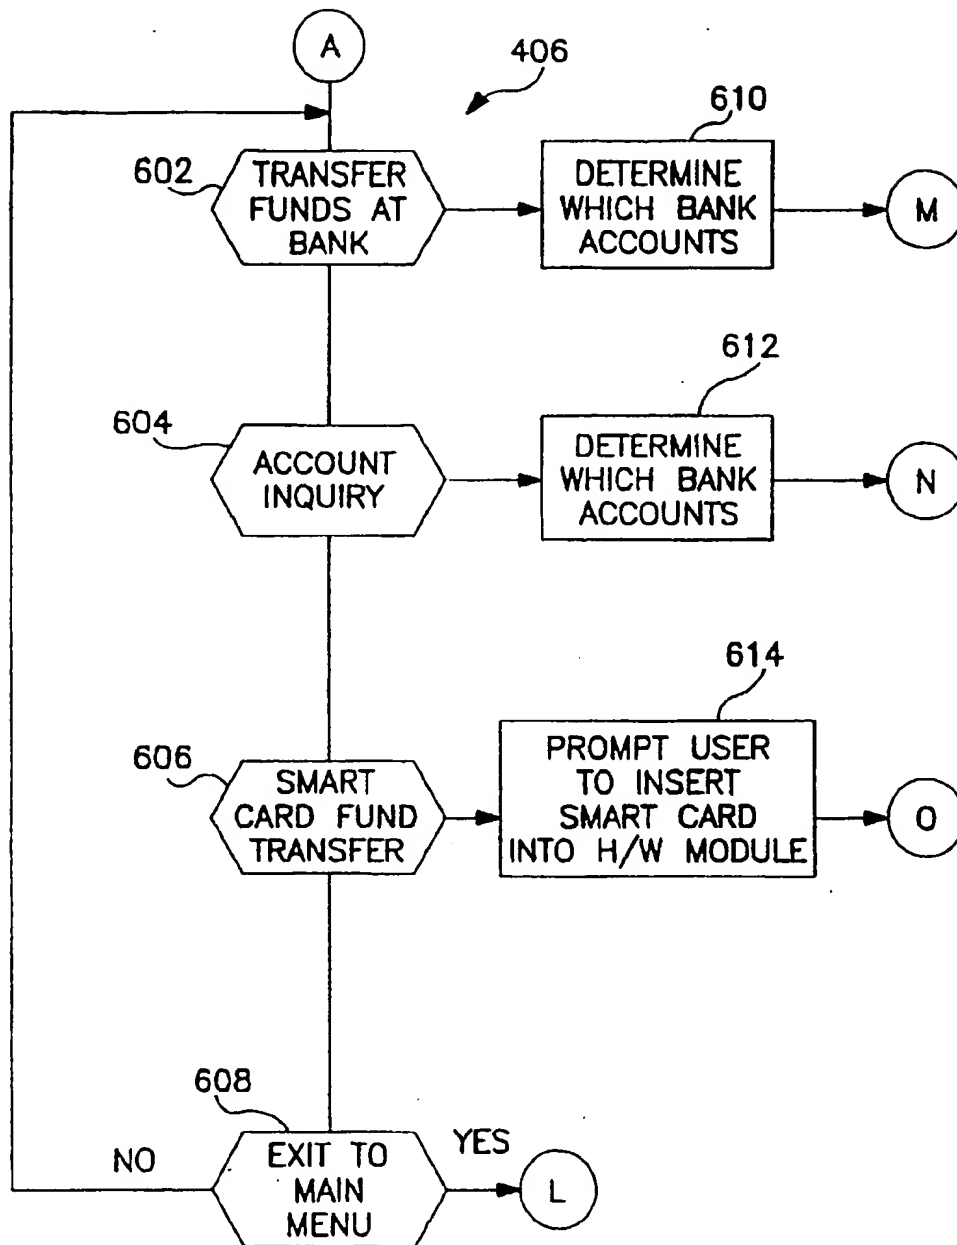 A
406
602
TRANSFER
FUNDS AT
BANK
610
DETERMINE
WHICH BANK
ACCOUNTS
M
604
ACCOUNT
INQUIRY
612
DETERMINE
WHICH BANK
ACCOUNTS
N
606
SMART
CARD FUND
TRANSFER
614
PROMPT USER
TO INSERT
SMART CARD
INTO H/W MODULE
O
608
NO
EXIT TO
MAIN
MENU
YES
L